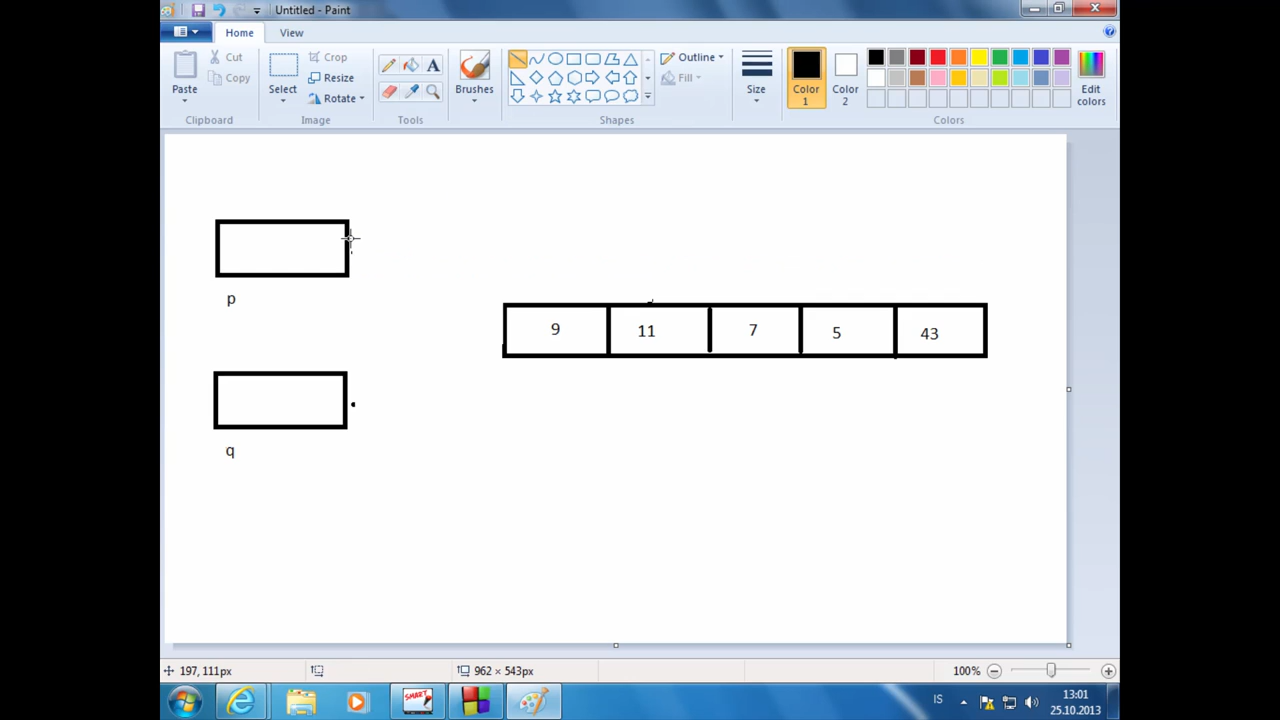 Untitled - Paint
Home View
Paste
Cut
Copy
Clipboard
Select
Crop
Resize
Rotate
Image
A
Tools
Brushes
Outline
Fill
Shapes
Size
Color 1
Color 2
Edit colors
Colors
p
9 11 7 5 43
q
197, 111px
962 × 543px
100%
SMART
IS
13:01
25.10.2013